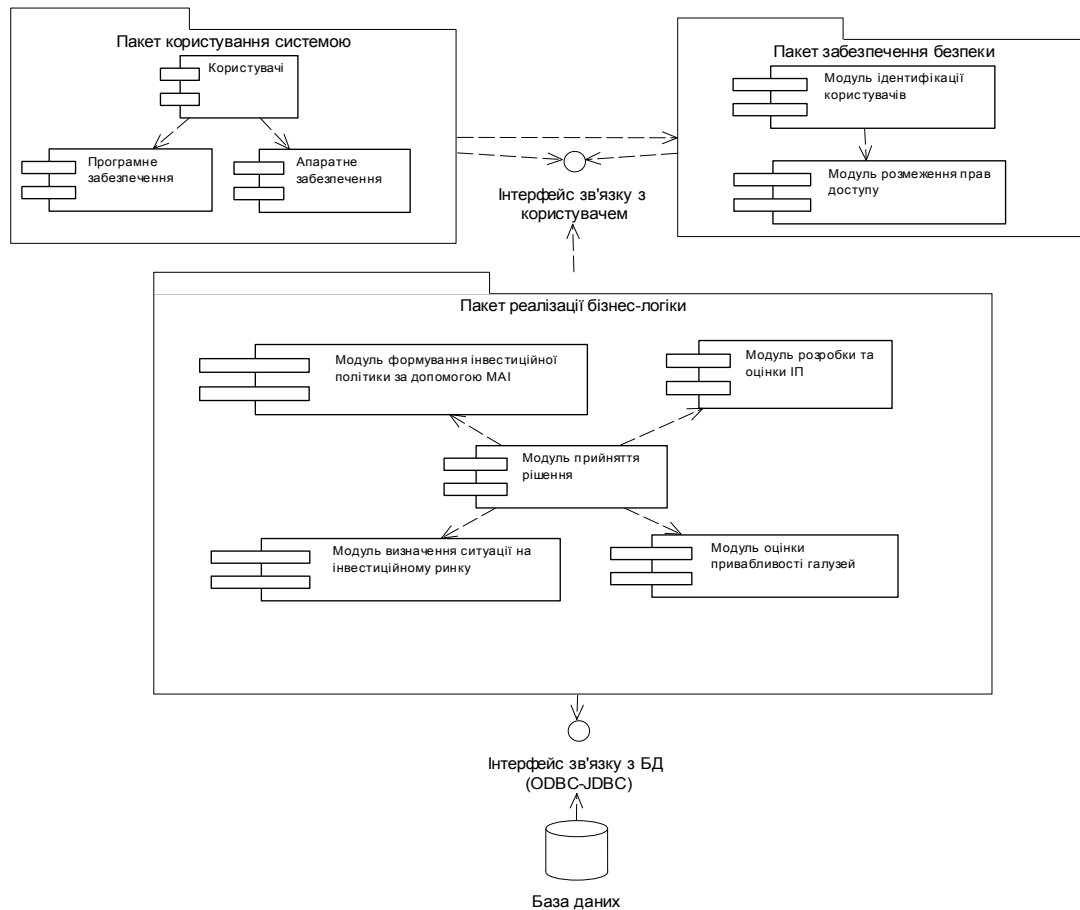 Пакет користування системою
Користувачі
Програмне
забезпечення
Апаратне
забезпечення
Пакет забезпечення безпеки
Модуль ідентифікації
користувачів
Модуль розмеження прав
доступу
Інтерфейс зв'язку з
користувачем
Пакет реалізації бізнес-логіки
Модуль формування інвестиційної
політики за допомогою МАІ
Модуль розробки та
оцінки ІП
Модуль прийняття
рішення
Модуль визначення ситуації на
інвестиційному ринку
Модуль оцінки
привабливості галузей
Інтерфейс зв'язку з БД
(ODBC-JDBC)
База даних